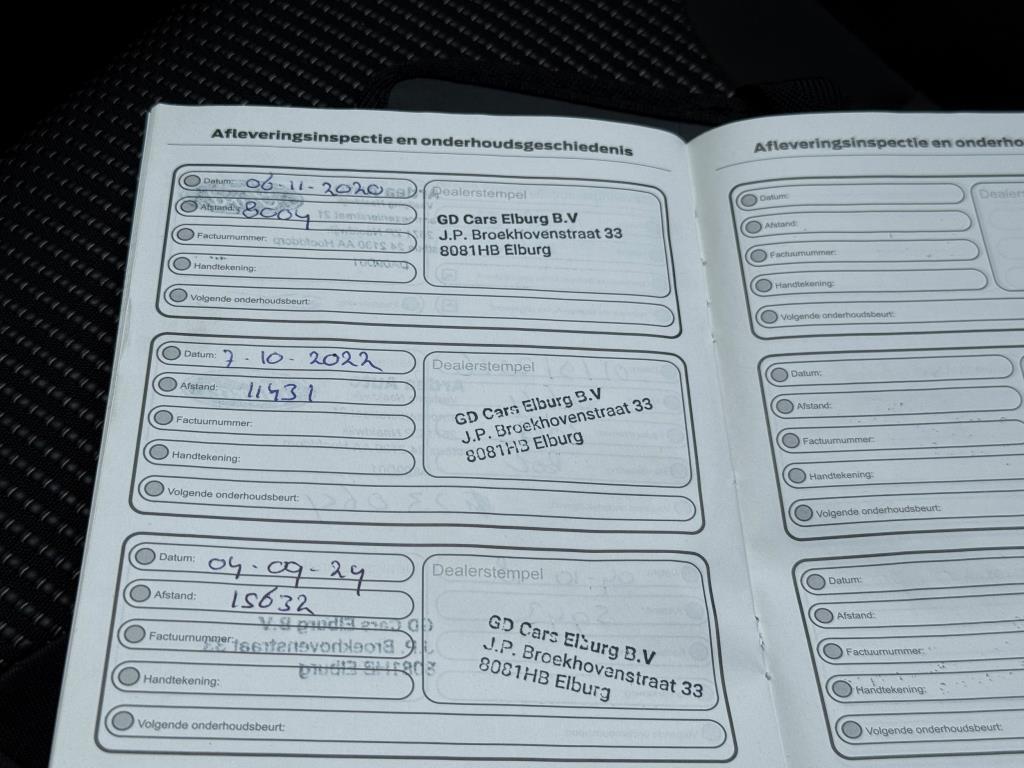 Afleveringsinspectie en onderhoudsgeschiedenis
Datum: 06-11-2020
Afstand: 8004
Factuurnummer:
Handtekening:
Volgende onderhoudsbeurt:
Dealerstempel
GD Cars Elburg B.V
J.P. Broekhovenstraat 33
8081HB Elburg
Datum: 7-10-2022
Afstand: 11431
Factuurnummer:
Handtekening:
Volgende onderhoudsbeurt:
Dealerstempel
GD Cars Elburg B.V
J.P. Broekhovenstraat 33
8081HB Elburg
Datum: 04-09-24
Afstand: 15632
Factuurnummer:
Handtekening:
Volgende onderhoudsbeurt:
Dealerstempel
GD Cars Elburg B.V
J.P. Broekhovenstraat 33
8081HB Elburg
Afleveringsinspectie en onderho
Datum:
Afstand:
Factuurnummer:
Handtekening:
Volgende onderhoudsbeurt:
Dealers
Datum:
Afstand:
Factuurnummer:
Handtekening:
Volgende onderhoudsbeurt:
Datum:
Afstand:
Factuurnummer:
Handtekening:
Volgende onderhoudsbeurt: